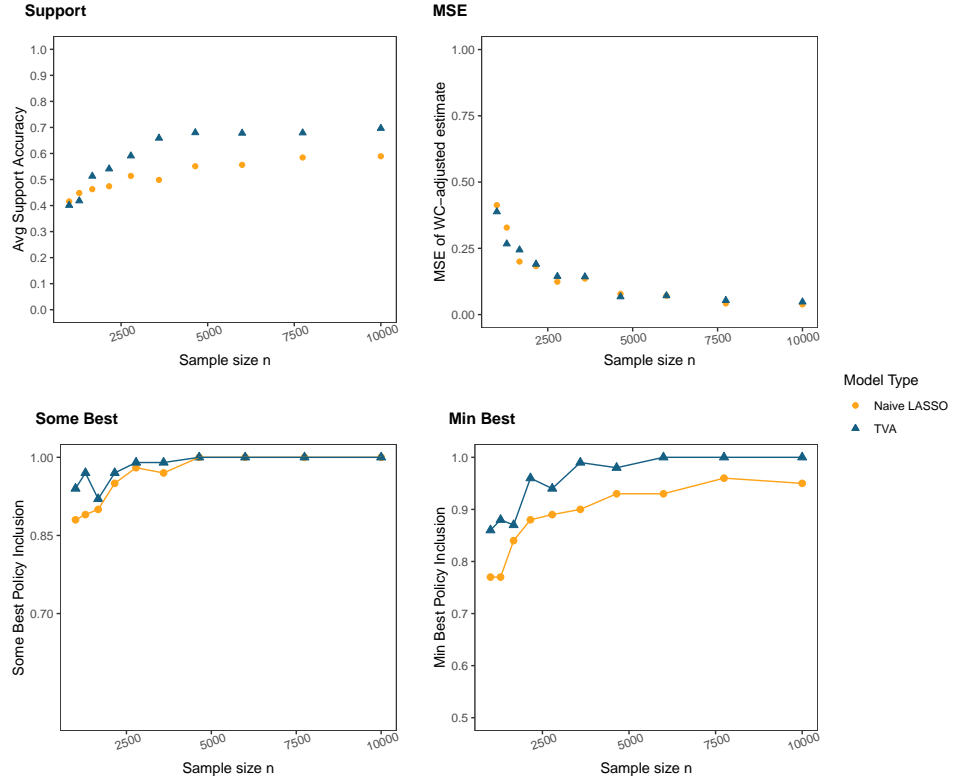 Support
Avg Support Accuracy
1.0
0.9
0.8
0.7
0.6
0.5
0.4
0.3
0.2
0.1
0.0
2500
5000
7500
10000
Sample size n
MSE
MSE of WC−adjusted estimate
1.00
0.75
0.50
0.25
0.00
2500
5000
7500
10000
Sample size n
Some Best
Some Best Policy Inclusion
1.00
0.85
0.70
2500
5000
7500
10000
Sample size n
Min Best
Min Best Policy Inclusion
1.0
0.9
0.8
0.7
0.6
0.5
2500
5000
7500
10000
Sample size n
Model Type
Naive LASSO
TVA